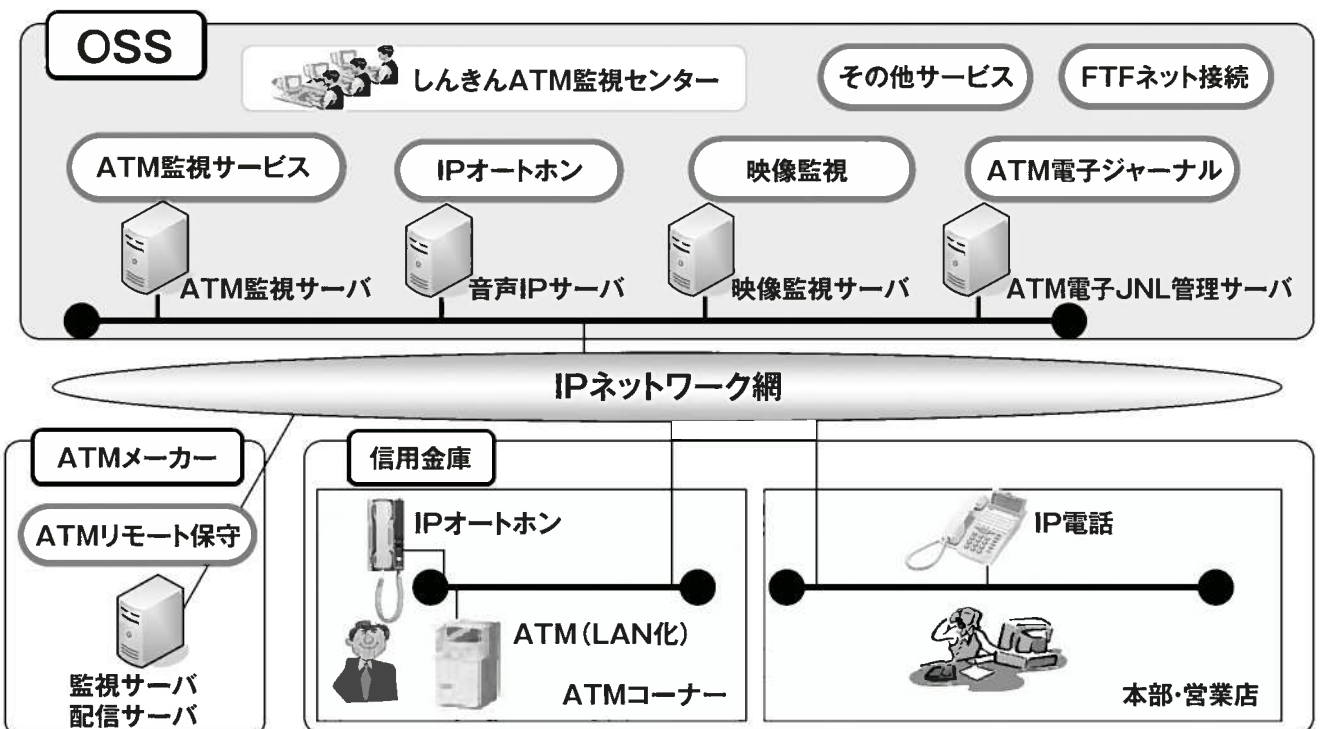 OSS
しんきんATM監視センター
その他サービス
FTFネット接続
ATM監視サービス
IPオートホン
映像監視
ATM電子ジャーナル
ATM監視サーバ
音声IPサーバ
映像監視サーバ
ATM電子JNL管理サーバ
IPネットワーク網
ATMメーカー
ATMリモート保守
監視サーバ
配信サーバ
信用金庫
IPオートホン
ATM(LAN化)
ATMコーナー
IP電話
本部・営業店